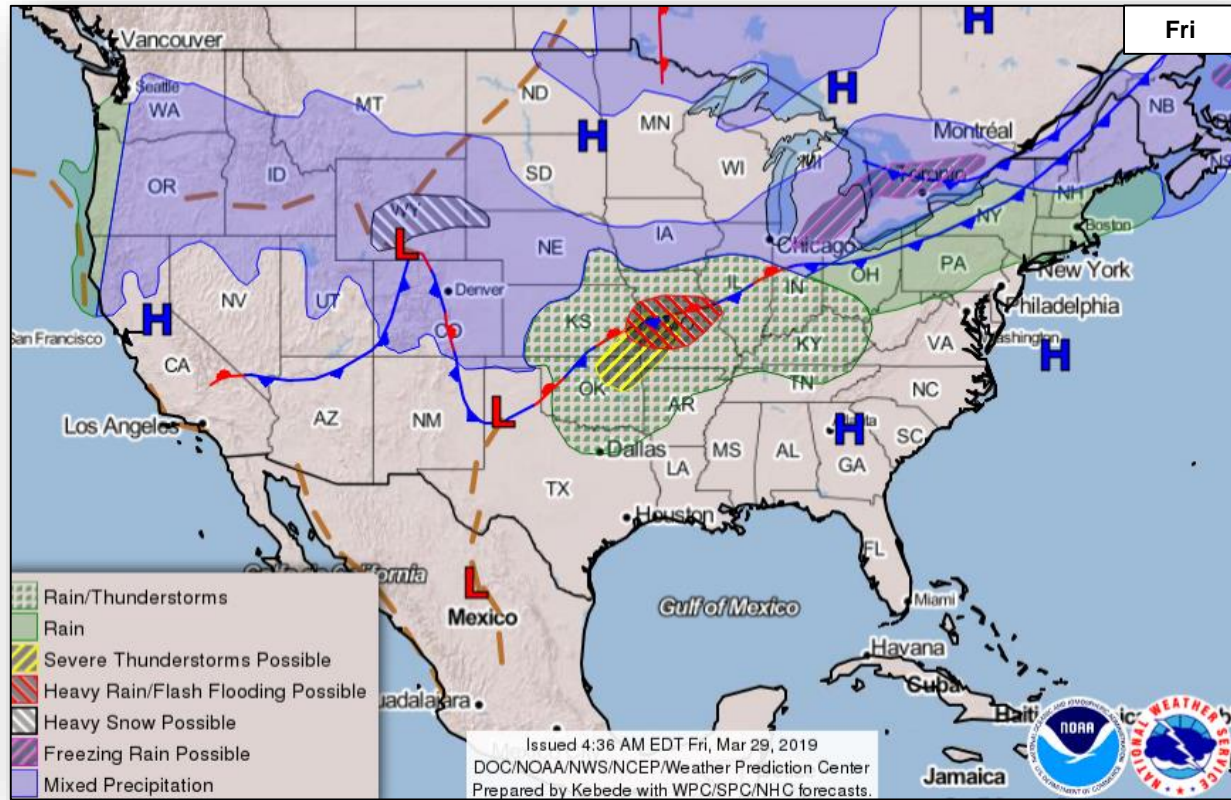 Fri
Vancouver
Seattle
WA
MT
ND
MN
H
H
H
Montréal
NB
NS
OR
ID
WY
SD
WI
MI
Toronto
NH
NY
Boston
L
NE
IA
Chicago
NV
UT
Denver
CO
KS
IL
IN
OH
PA
New York
Philadelphia
H
San Francisco
CA
KY
VA
Washington
H
OK
TN
NC
Los Angeles
AZ
NM
L
AR
Atlanta
H
SC
Dallas
LA
MS
AL
GA
TX
Houston
FL
Golfo de California
L
Mexico
Gulf of Mexico
Miami
Havana
Cuba
Jamaica
Rain/Thunderstorms
Rain
Severe Thunderstorms Possible
Heavy Rain/Flash Flooding Possible
Heavy Snow Possible
Freezing Rain Possible
Mixed Precipitation
uadalajara
Issued 4:36 AM EDT Fri, Mar 29, 2019
DOC/NOAA/NWS/NCEP/Weather Prediction Center
Prepared by Kebede with WPC/SPC/NHC forecasts.
NOAA
NATIONAL WEATHER SERVICE